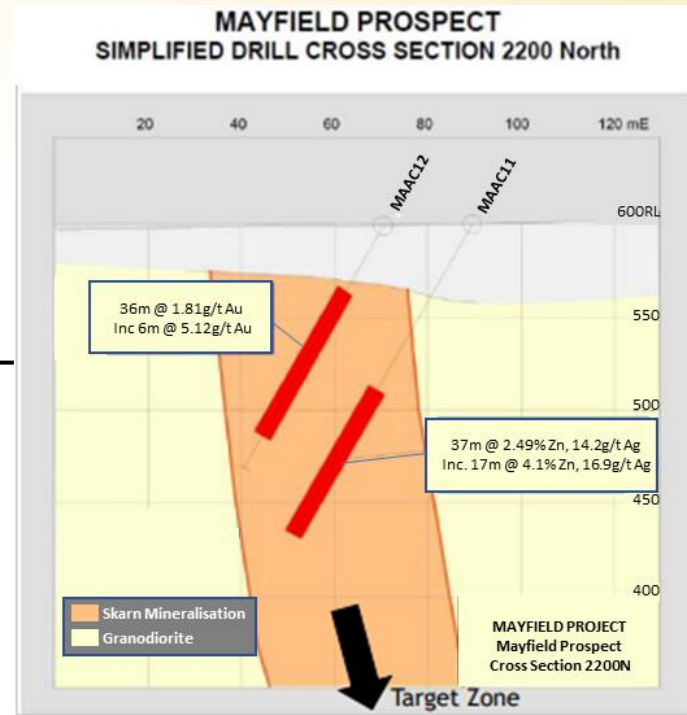 MAYFIELD PROSPECT
SIMPLIFIED DRILL CROSS SECTION 2200 North
20 40 60 80 100 120 mE
MAAC12
MAAC11
600RL
36m @ 1.81g/t Au
Inc 6m @ 5.12g/t Au
550
500
37m @ 2.49%Zn, 14.2g/tAg
Inc. 17m @ 4.1%Zn, 16.9g/tAg
450
400
Skarn Mineralisation
Granodiorite
MAYFIELD PROJECT
Mayfield Prospect
Cross Section 2200N
Target Zone